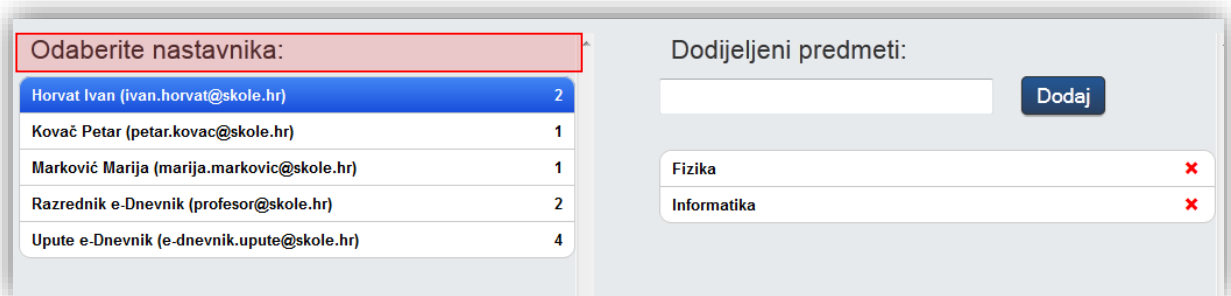 Odaberite nastavnika:
Horvat Ivan (ivan.horvat@skole.hr) 2
Kovač Petar (petar.kovac@skole.hr) 1
Marković Marija (marija.markovic@skole.hr) 1
Razrednik e-Dnevnik (profesor@skole.hr) 2
Upute e-Dnevnik (e-dnevnik.upute@skole.hr) 4
Dodijeljeni predmeti:
Dodaj
Fizika
Informatika